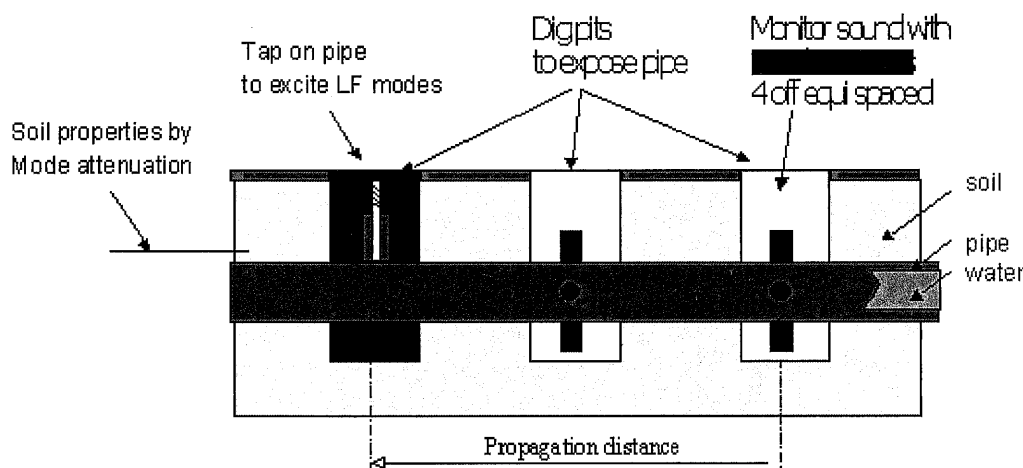 Tap on pipe
to excite LF modes
Dig pits
to expose pipe
Monitor sound with
4 off equi spaced
Soil properties by
Mode attenuation
soil
pipe
water
Propagation distance